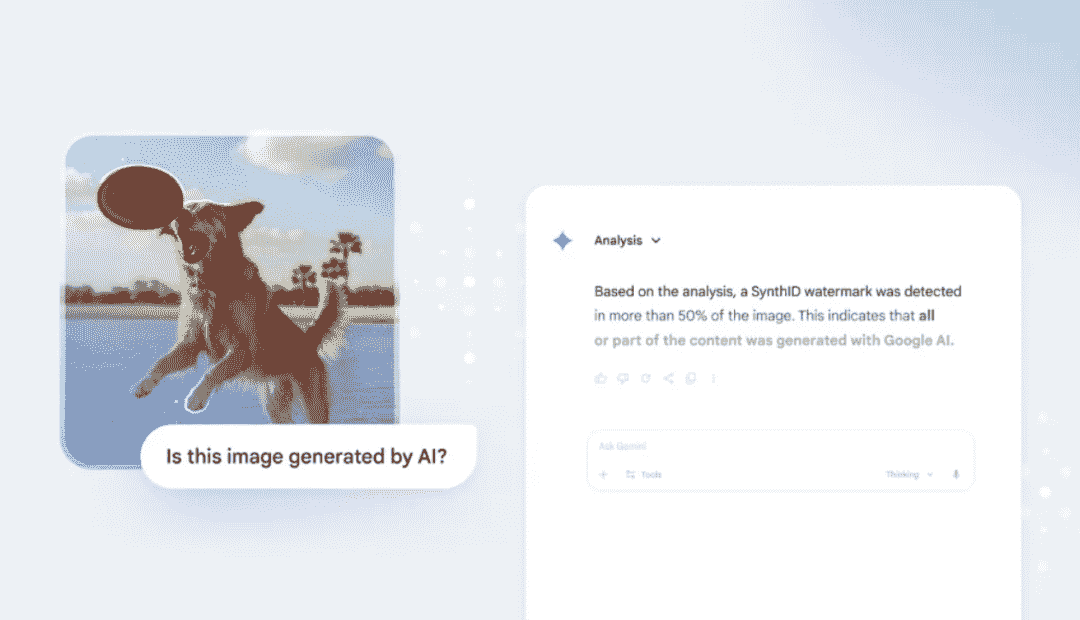 Is this image generated by AI?
Analysis
Based on the analysis, a SynthID watermark was detected
in more than 50% of the image. This indicates that all
or part of the content was generated with Google AI.
Ask Gemini
Tools
Thinking